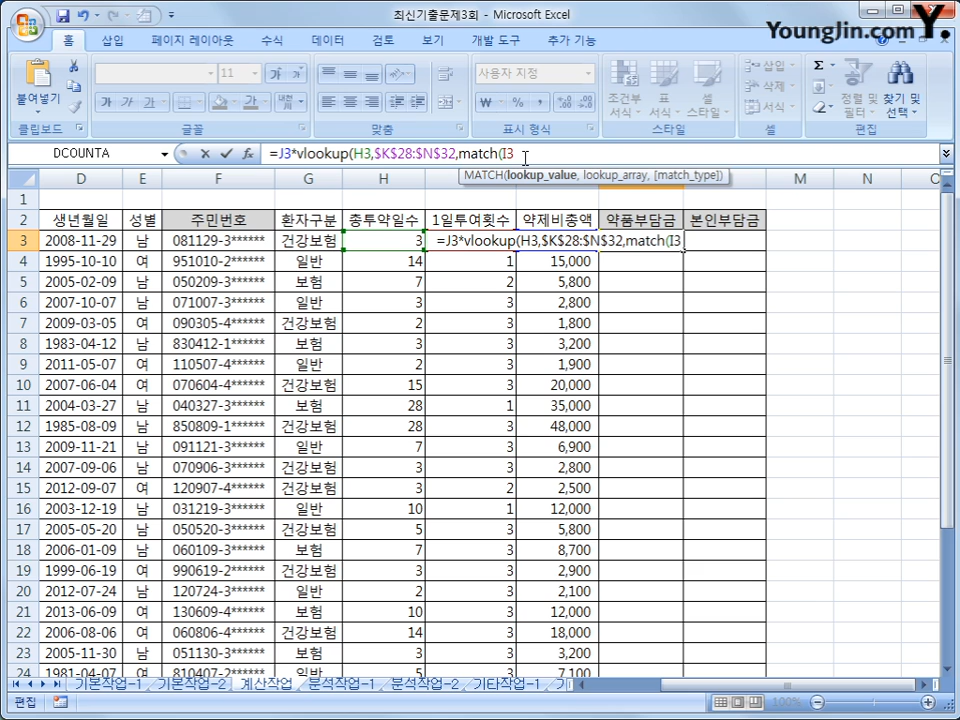 최신기출문제3회 - Microsoft Excel
YoungJin.com Y.
홈 삽입 페이지 레이아웃 수식 데이터 검토 보기 개발 도구 추가 기능
붙여넣기 11 사용자 지정 조건부 서식 표 서식 셀 스타일 삽입 삭제 서식 정렬 및 필터 찾기 및 선택
클립보드 글꼴 맞춤 표시 형식 스타일 셀 편집
DCOUNTA =J3*vlookup(H3,$K$28:$N$32,match(I3
MATCH(lookup_value, lookup_array, [match_type])
D E F G H M N O
1
2 생년월일 성별 주민번호 환자구분 총투약일수 1일투여횟수 약제비총액 약품부담금 본인부담금
3 2008-11-29 남 081129-3****** 건강보험 3 =J3*vlookup(H3,$K$28:$N$32,match(I3
4 1995-10-10 여 951010-2****** 일반 14 1 15,000
5 2005-02-09 남 050209-3****** 보험 7 2 5,800
6 2007-10-07 남 071007-3****** 일반 3 3 2,800
7 2009-03-05 여 090305-4****** 건강보험 2 3 1,800
8 1983-04-12 남 830412-1****** 보험 3 3 3,200
9 2011-05-07 여 110507-4****** 일반 2 3 1,900
10 2007-06-04 여 070604-4****** 건강보험 15 3 20,000
11 2004-03-27 남 040327-3****** 보험 28 1 35,000
12 1985-08-09 남 850809-1****** 건강보험 28 3 48,000
13 2009-11-21 남 091121-3****** 일반 7 3 6,900
14 2007-09-06 남 070906-3****** 건강보험 3 3 2,800
15 2012-09-07 여 120907-4****** 건강보험 3 2 2,500
16 2003-12-19 남 031219-3****** 일반 10 1 12,000
17 2005-05-20 남 050520-3****** 건강보험 5 3 5,800
18 2006-01-09 남 060109-3****** 보험 7 3 8,700
19 1999-06-19 여 990619-2****** 건강보험 3 3 2,900
20 2012-07-24 남 120724-3****** 일반 2 3 2,100
21 2013-06-09 여 130609-4****** 보험 10 3 12,000
22 2006-08-06 여 060806-4****** 건강보험 14 3 18,000
23 2005-11-30 남 051130-3****** 보험 3 3 3,200
24 1981-04-07 여 810407-2****** 일반 5 3 7,100
기본작업-1 기본작업-2 계산작업 분석작업-1 분석작업-2 기타작업-1 기
편집 100%